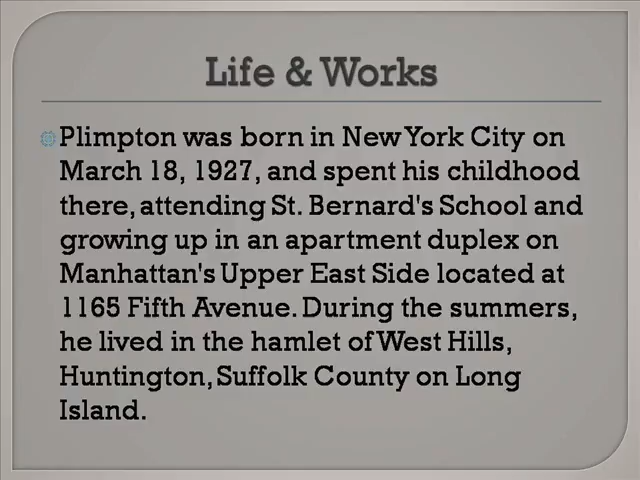 Life & Works
Plimpton was born in New York City on
March 18, 1927, and spent his childhood
there, attending St. Bernard's School and
growing up in an apartment duplex on
Manhattan's Upper East Side located at
1165 Fifth Avenue. During the summers,
he lived in the hamlet of West Hills,
Huntington, Suffolk County on Long
Island.